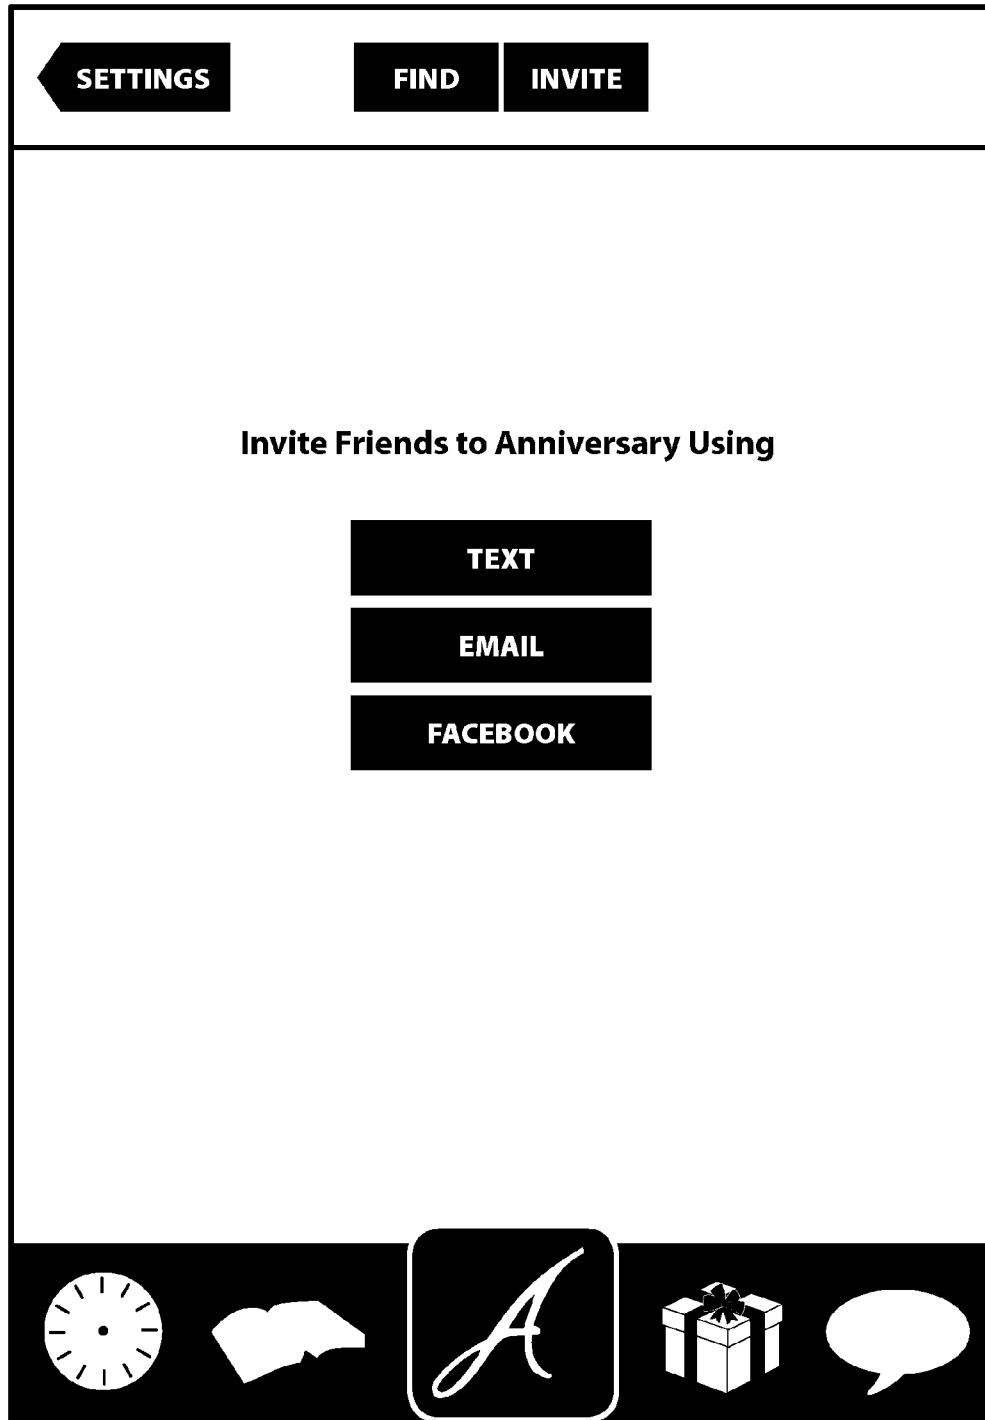 SETTINGS FIND INVITE
Invite Friends to Anniversary Using
TEXT
EMAIL
FACEBOOK
A